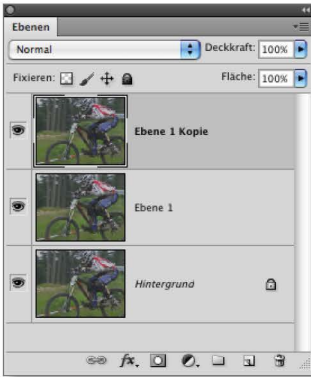 Ebenen
Normal Deckkraft: 100%
Fixieren: Fläche: 100%
Ebene 1 Kopie
Ebene 1
Hintergrund
fx.